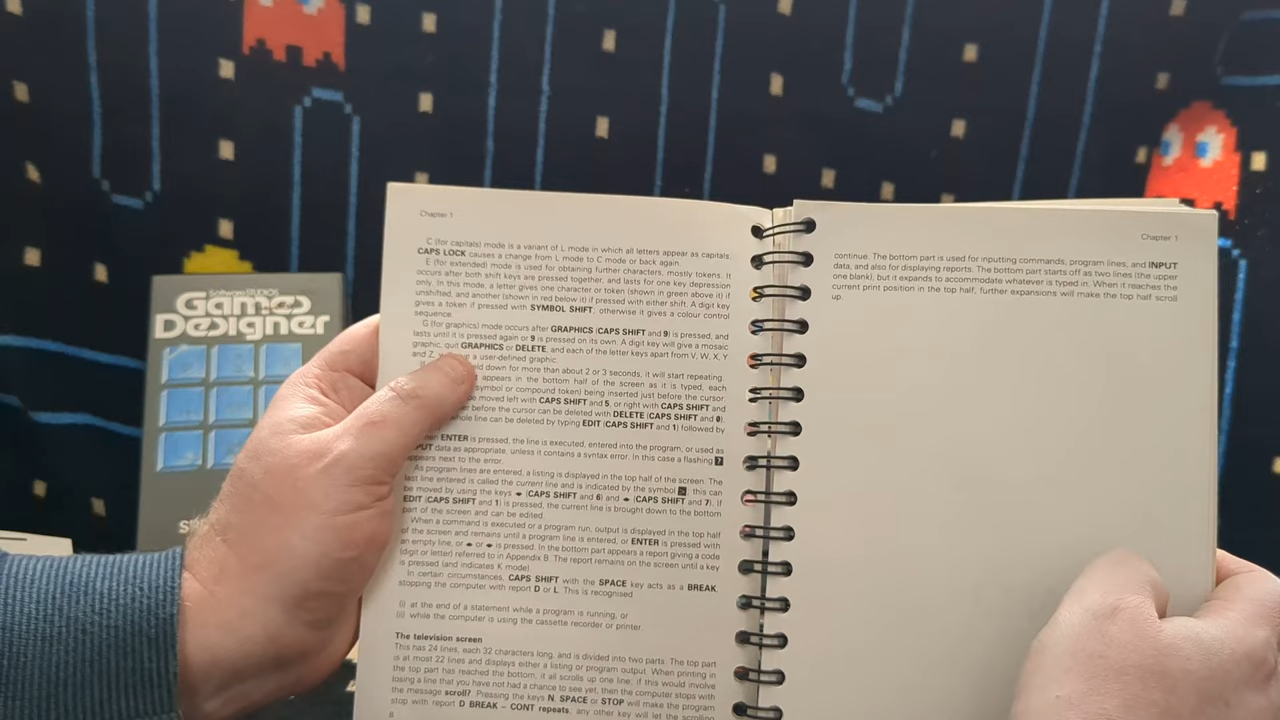 Software STUDIOS
Games
Designer
Chapter 1
C (for capitals) mode is a variant of L mode in which all letters appear as capitals.
CAPS LOCK causes a change from L mode to C mode or back again.
E (for extended) mode is used for obtaining further characters, mostly tokens. It
occurs after both shift keys are pressed together, and lasts for one key depression
only. In this mode, a letter gives one character or token (shown in green above it) if
unshifted, and another (shown in red below it) if pressed with either shift. A digit key
gives a token if pressed with SYMBOL SHIFT; otherwise it gives a colour control
sequence.
G (for graphics) mode occurs after GRAPHICS (CAPS SHIFT and 9) is pressed, and
lasts until it is pressed again or 9 is pressed on its own. A digit key will give a mosaic
graphic, quit GRAPHICS or DELETE, and each of the letter keys apart from V, W, X, Y
and Z, a user-defined graphic.
down for more than about 2 or 3 seconds, it will start repeating.
appears in the bottom half of the screen as it is typed, each
symbol or compound token) being inserted just before the cursor.
moved left with CAPS SHIFT and 5, or right with CAPS SHIFT and
before the cursor can be deleted with DELETE (CAPS SHIFT and 0).
whole line can be deleted by typing EDIT (CAPS SHIFT and 1) followed by
ENTER is pressed, the line is executed, entered into the program, or used as
data as appropriate, unless it contains a syntax error. In this case a flashing ?
appears next to the error.
As program lines are entered, a listing is displayed in the top half of the screen. The
last line entered is called the current line and is indicated by the symbol >, this can
be moved by using the keys (CAPS SHIFT and 6) and (CAPS SHIFT and 7). If
EDIT (CAPS SHIFT and 1) is pressed, the current line is brought down to the bottom
part of the screen and can be edited.
When a command is executed or a program run, output is displayed in the top half
of the screen and remains until a program line is entered, or ENTER is pressed with
an empty line, or or is pressed. In the bottom part appears a report giving a code
(digit or letter) referred to in Appendix B. The report remains on the screen until a key
is pressed (and indicates K mode).
In certain circumstances, CAPS SHIFT with the SPACE key acts as a BREAK,
stopping the computer with report D or L. This is recognised
(i) at the end of a statement while a program is running, or
(ii) while the computer is using the cassette recorder or printer.
The television screen
This has 24 lines, each 32 characters long, and is divided into two parts. The top part
is at most 22 lines and displays either a listing or program output. When printing in
the top part has reached the bottom, it all scrolls up one line; if this would involve
losing a line that you have not had a chance to see yet, then the computer stops with
the message scroll? Pressing the keys N, SPACE or STOP will make the program
stop with report D BREAK – CONT repeats; any other key will let the scrolling
8
Chapter 1
continue. The bottom part is used for inputting commands, program lines, and INPUT
data, and also for displaying reports. The bottom part starts off as two lines (the upper
one blank), but it expands to accommodate whatever is typed in. When it reaches the
current print position in the top half, further expansions will make the top half scroll
up.